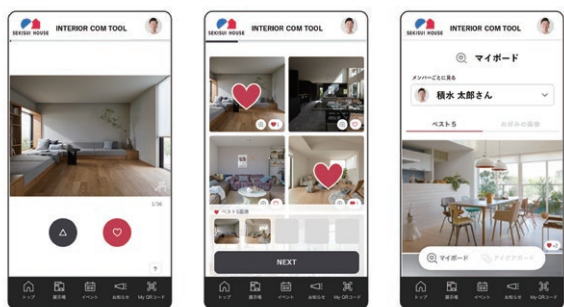 SEKISUI HOUSE
INTERIOR COM TOOL
1/36
?
トップ
展示場
イベント
お知らせ
My QRコード
SEKISUI HOUSE
INTERIOR COM TOOL
ベスト5画像
NEXT
トップ
展示場
イベント
お知らせ
My QRコード
SEKISUI HOUSE
INTERIOR COM TOOL
マイボード
メンバーごとに見る
積水 太郎さん
ベスト5
お好みの画像
+2
マイボード
アイデアボード
トップ
展示場
イベント
お知らせ
My QRコード